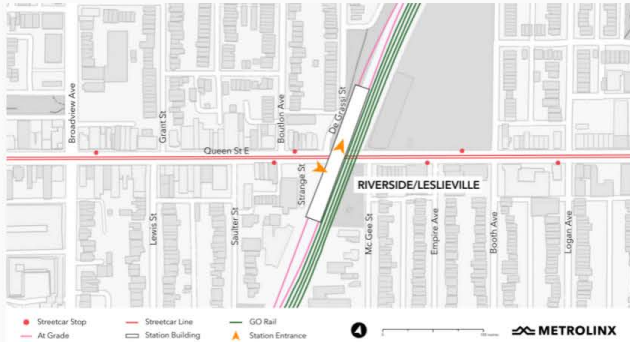 Broadview Ave
Grant St
Boulton Ave
De Grassi St
Queen St E
Strange St
RIVERSIDE/LESLIEVILLE
Lewis St
Saulter St
Mc Gee St
Empire Ave
Booth Ave
Logan Ave
Streetcar Stop
Streetcar Line
GO Rail
At Grade
Station Building
Station Entrance
METROLINX